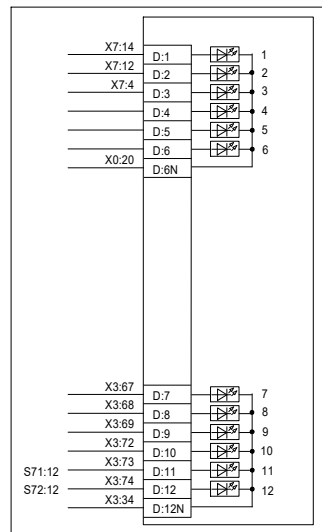 X7:14 D:1 1
X7:12 D:2 2
X7:4 D:3 3
D:4 4
D:5 5
D:6 6
X0:20 D:6N
X3:67 D:7 7
X3:68 D:8 8
X3:69 D:9 9
X3:72 D:10 10
S71:12 X3:73 D:11 11
S72:12 X3:74 D:12 12
X3:34 D:12N